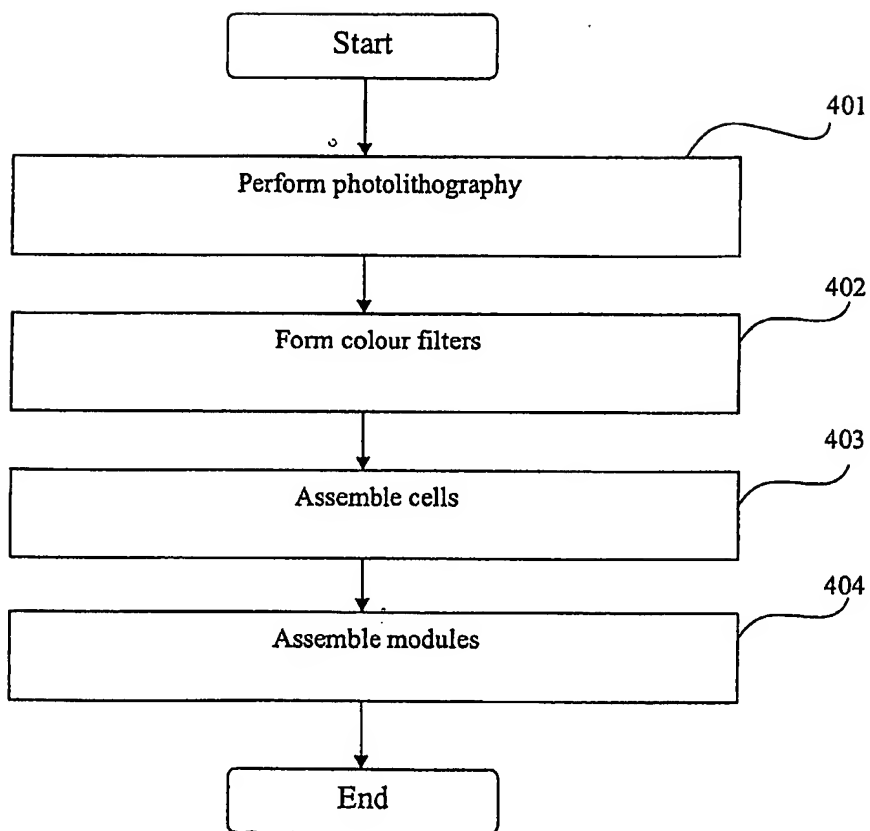 Start
401
Perform photolithography
402
Form colour filters
403
Assemble cells
404
Assemble modules
End